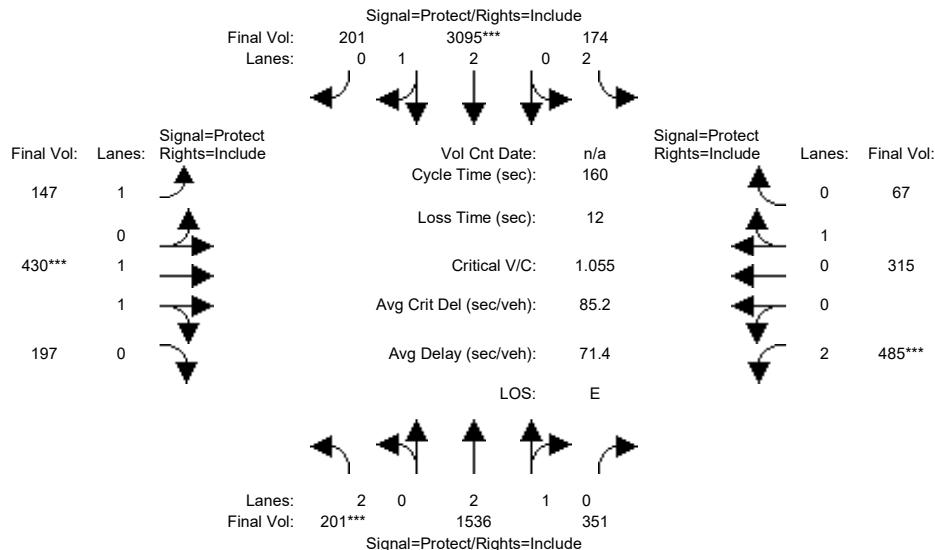 Signal=Protect/Rights=Include
Final Vol: 201 3095*** 174
Lanes: 0 1 2 0 2
Signal=Protect
Final Vol: Lanes: Rights=Include
Vol Cnt Date: n/a
Cycle Time (sec): 160
Loss Time (sec): 12
Critical V/C: 1.055
Avg Crit Del (sec/veh): 85.2
Avg Delay (sec/veh): 71.4
LOS: E
147 1
0
430*** 1
1
197 0
Signal=Protect
Rights=Include Lanes: Final Vol:
0 67
1
0 315
0
2 485***
Lanes: 2 0 2 1 0
Final Vol: 201*** 1536 351
Signal=Protect/Rights=Include